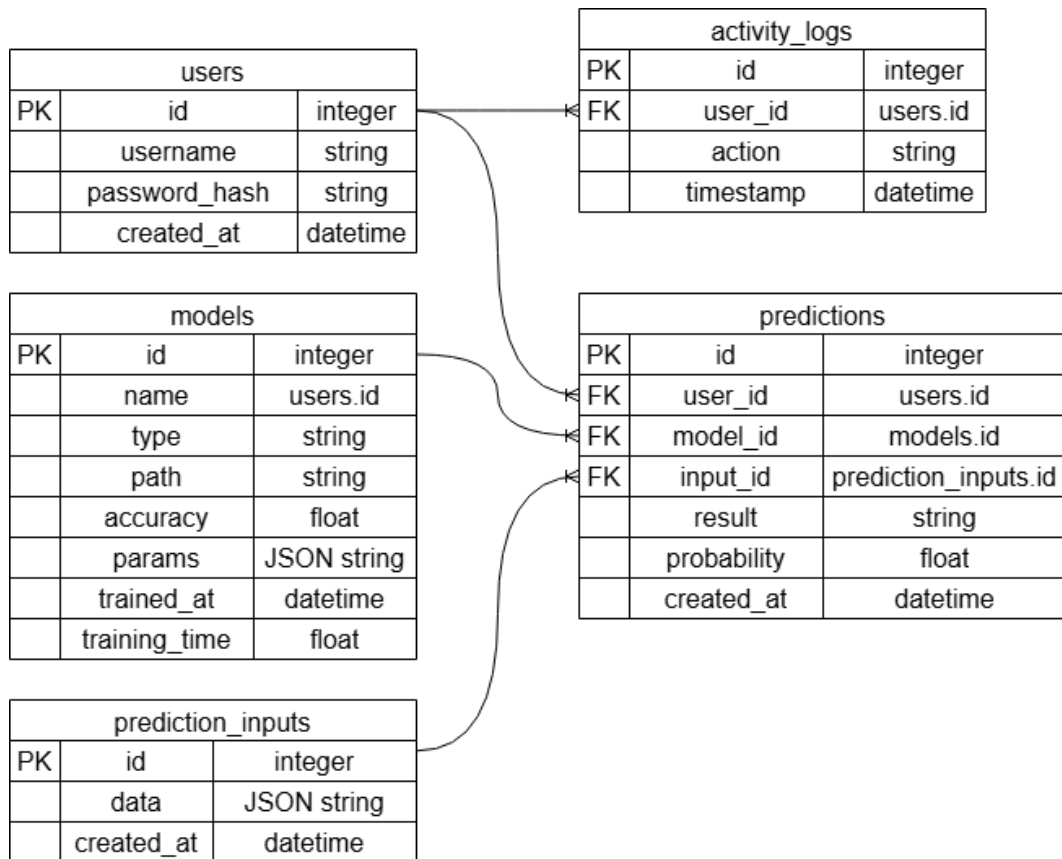 users
PK id integer
username string
password_hash string
created_at datetime
activity_logs
PK id integer
FK user_id users.id
action string
timestamp datetime
models
PK id integer
name users.id
type string
path string
accuracy float
params JSON string
trained_at datetime
training_time float
predictions
PK id integer
FK user_id users.id
FK model_id models.id
FK input_id prediction_inputs.id
result string
probability float
created_at datetime
prediction_inputs
PK id integer
data JSON string
created_at datetime